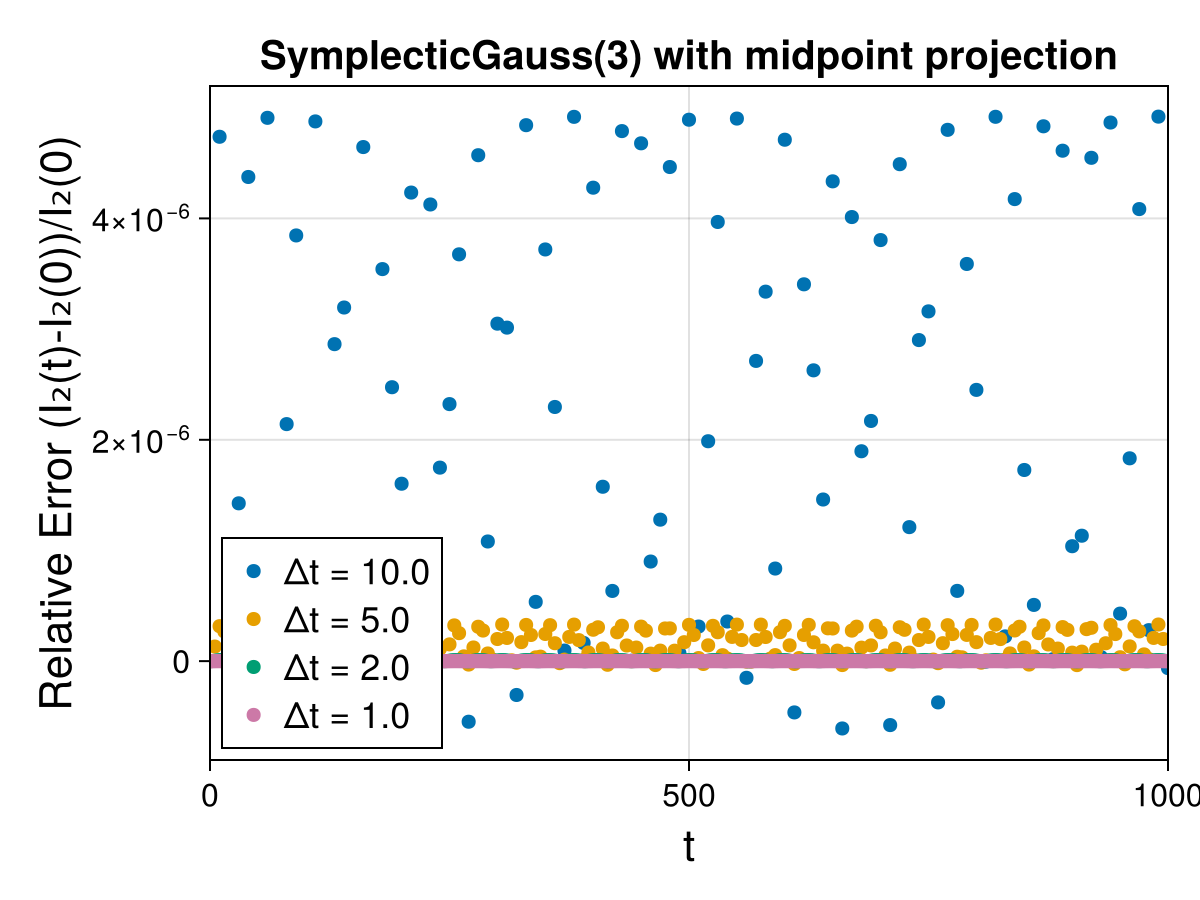 SymplecticGauss(3) with midpoint projection
Relative Error (I₂(t)-I₂(0))/I₂(0)
4×10⁻⁶
2×10⁻⁶
0
Δt = 10.0
Δt = 5.0
Δt = 2.0
Δt = 1.0
0
500
1000
t